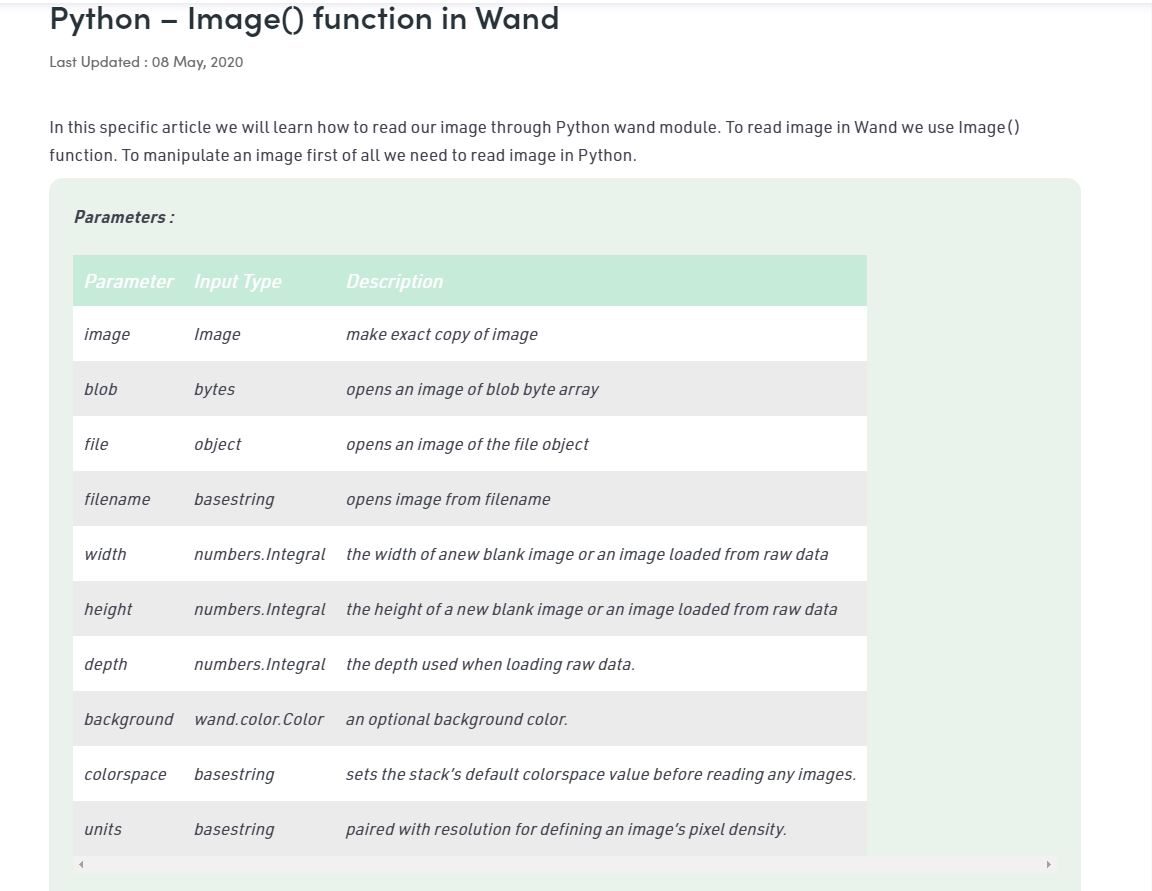 Python – Image() function in Wand
Last Updated : 08 May, 2020
In this specific article we will learn how to read our image through Python wand module. To read image in Wand we use Image()
function. To manipulate an image first of all we need to read image in Python.
Parameters :
Parameter Input Type Description
image Image make exact copy of image
blob bytes opens an image of blob byte array
file object opens an image of the file object
filename basestring opens image from filename
width numbers.Integral the width of anew blank image or an image loaded from raw data
height numbers.Integral the height of a new blank image or an image loaded from raw data
depth numbers.Integral the depth used when loading raw data.
background wand.color.Color an optional background color.
colorspace basestring sets the stack’s default colorspace value before reading any images.
units basestring paired with resolution for defining an image’s pixel density.